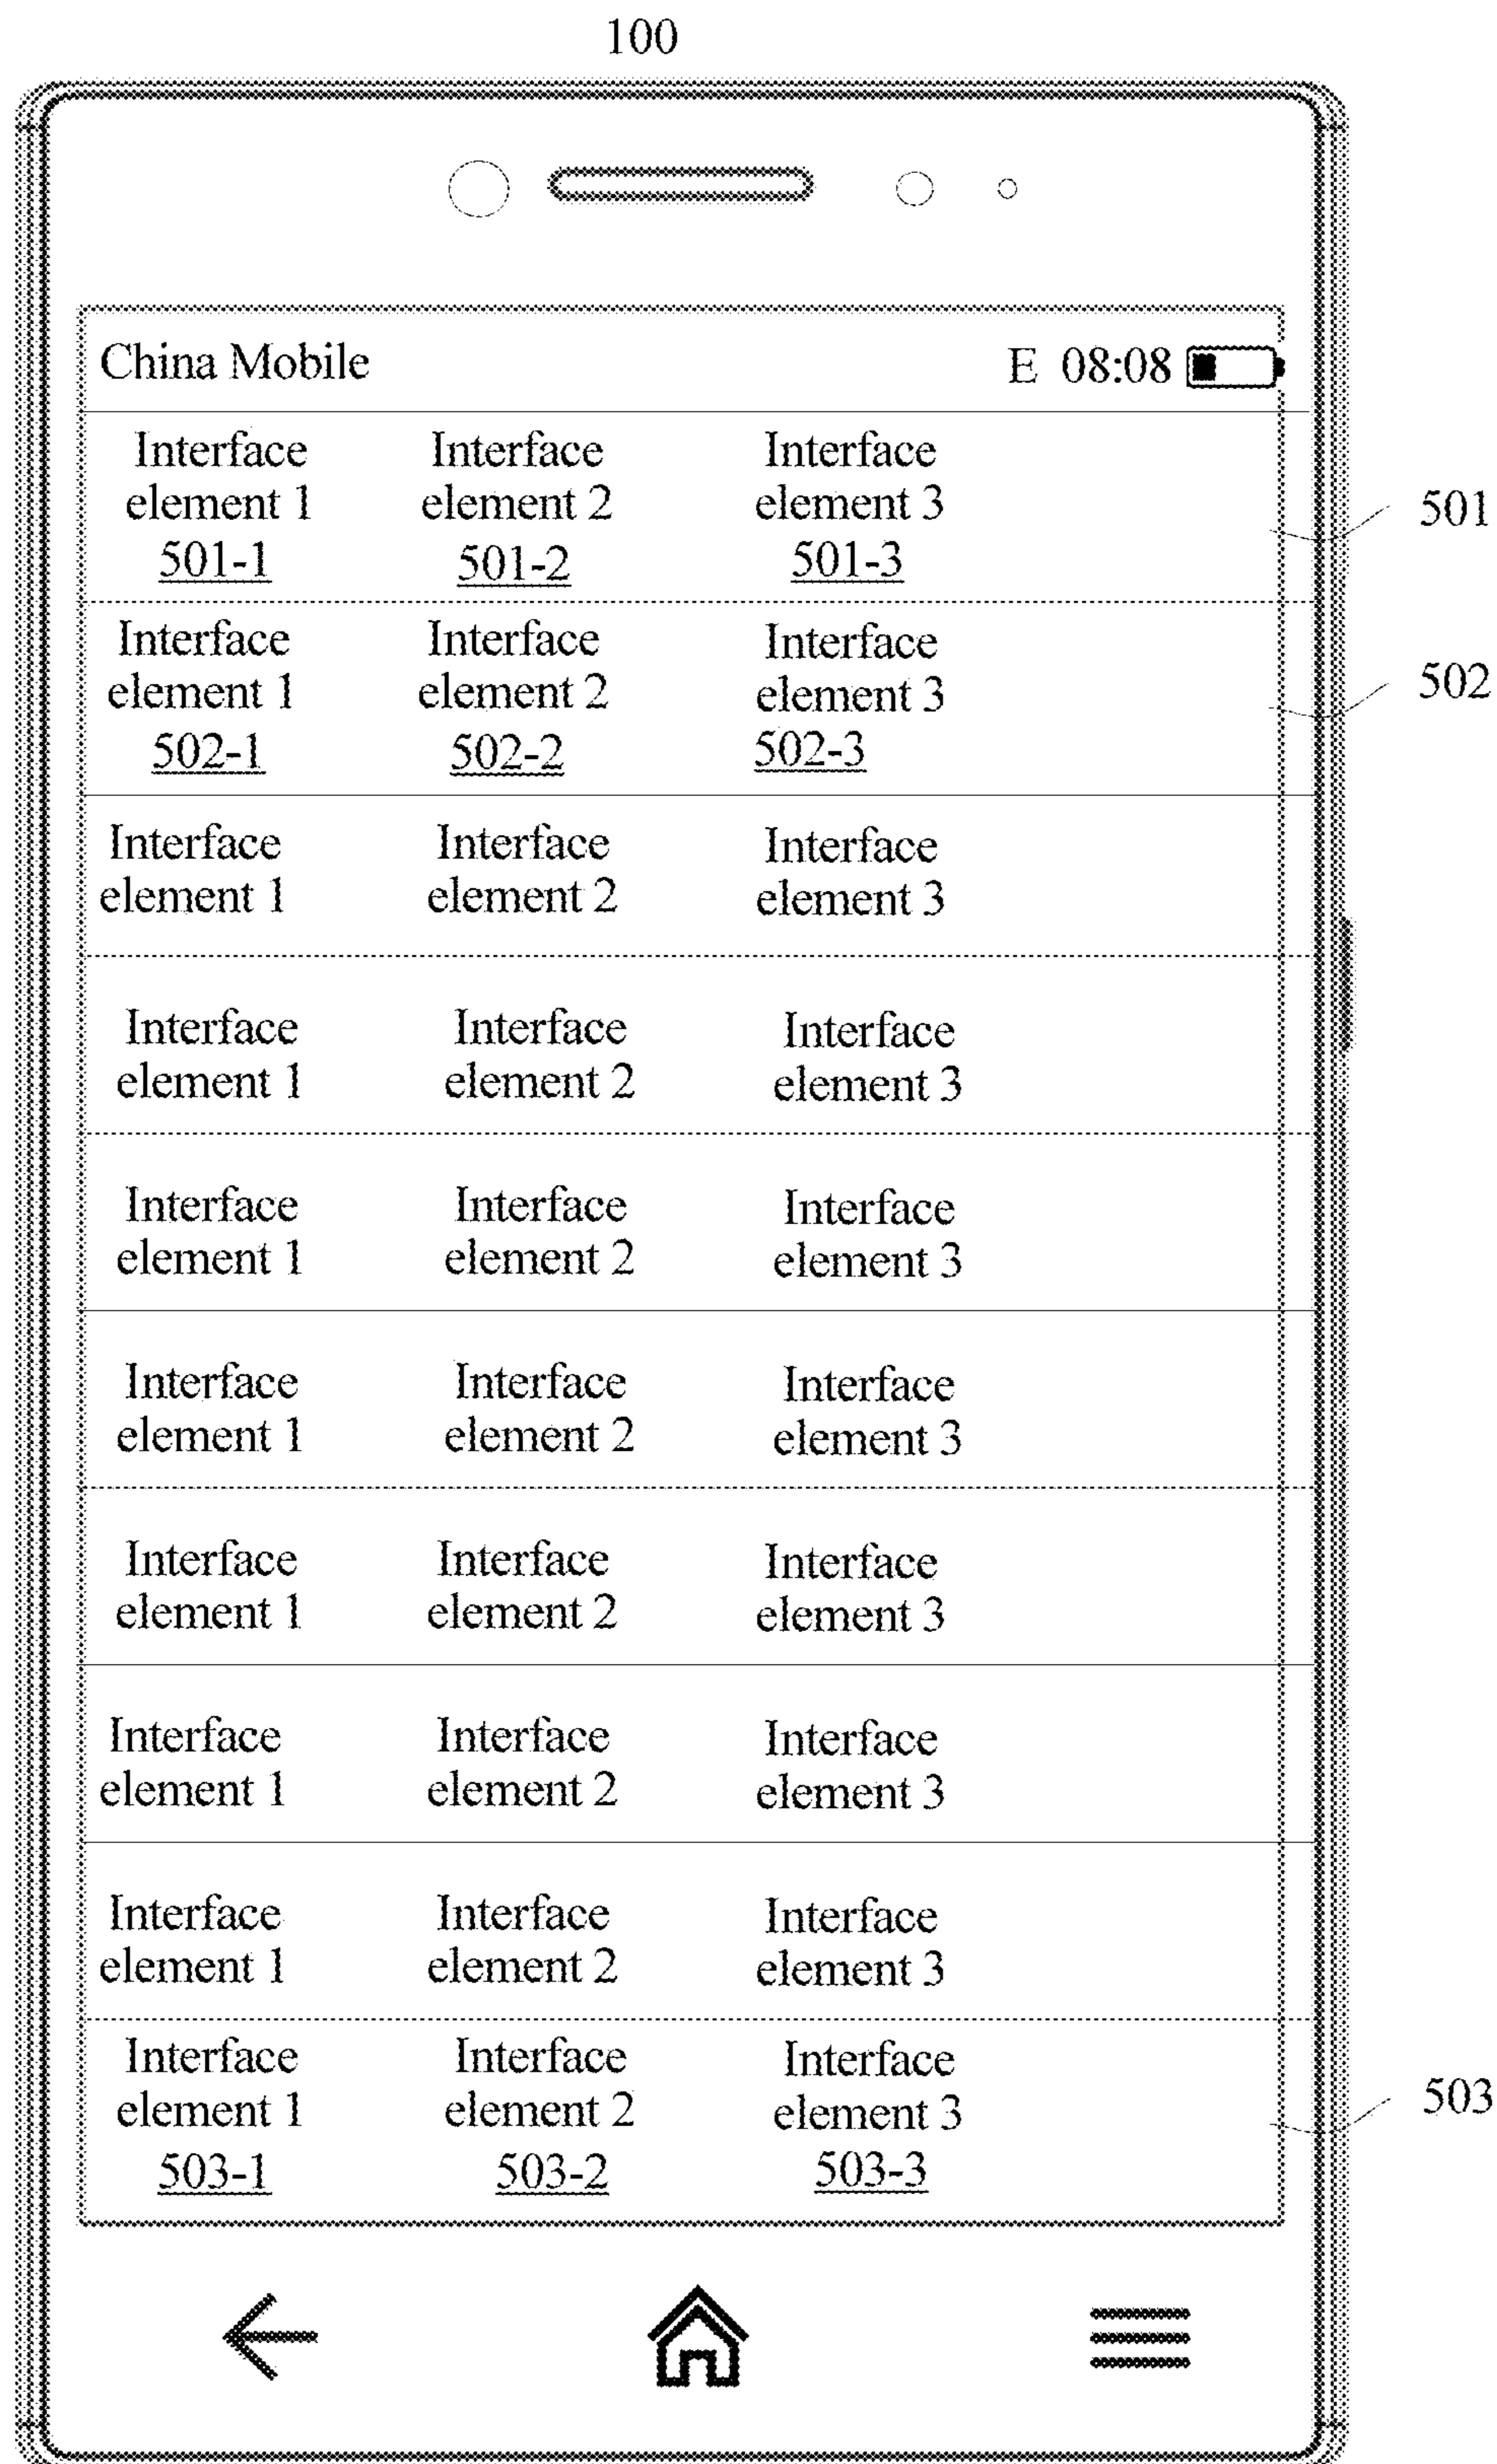 100
China Mobile E 08:08
Interface Interface Interface
element 1 element 2 element 3
501-1 501-2 501-3
501
Interface Interface Interface
element 1 element 2 element 3
502-1 502-2 502-3
502
Interface Interface Interface
element 1 element 2 element 3
Interface Interface Interface
element 1 element 2 element 3
Interface Interface Interface
element 1 element 2 element 3
Interface Interface Interface
element 1 element 2 element 3
Interface Interface Interface
element 1 element 2 element 3
Interface Interface Interface
element 1 element 2 element 3
Interface Interface Interface
element 1 element 2 element 3
Interface Interface Interface
element 1 element 2 element 3
503-1 503-2 503-3
503